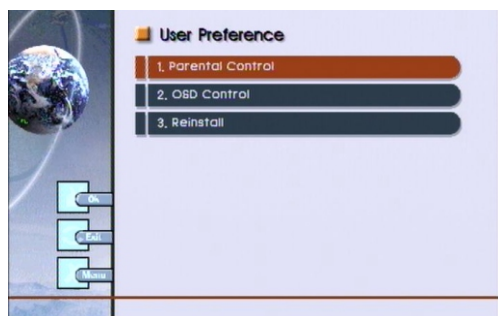 User Preference
1. Parental Control
2. OSD Control
3. Reinstall
Ok
Exit
Menu